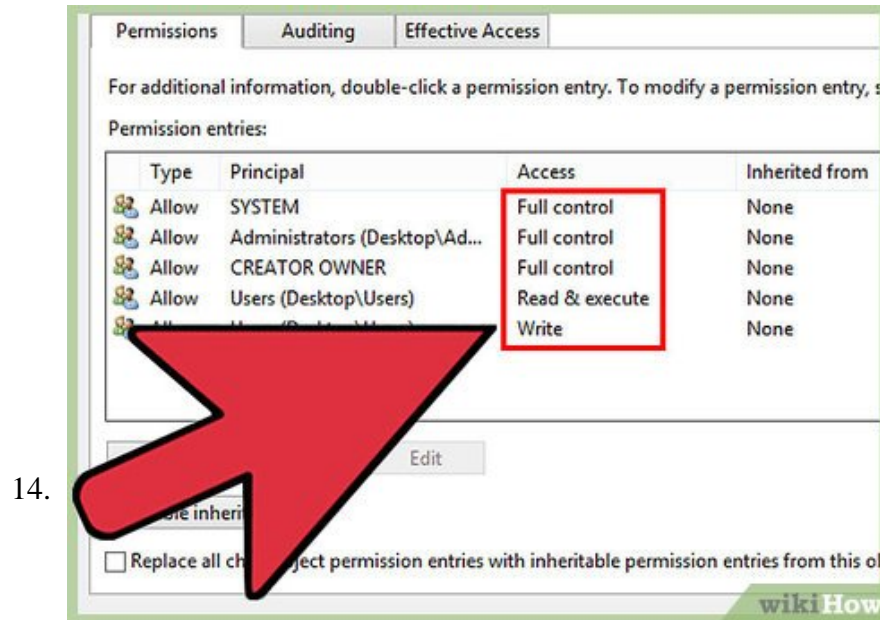 Permissions Auditing Effective Access
For additional information, double-click a permission entry. To modify a permission entry,
Permission entries:
Type Principal Access Inherited from
Allow SYSTEM Full control None
Allow Administrators (Desktop\Ad... Full control None
Allow CREATOR OWNER Full control None
Allow Users (Desktop\Users) Read & execute None
Write None
Edit
14.
Replace all permission entries with inheritable permission entries from this
wikiHow